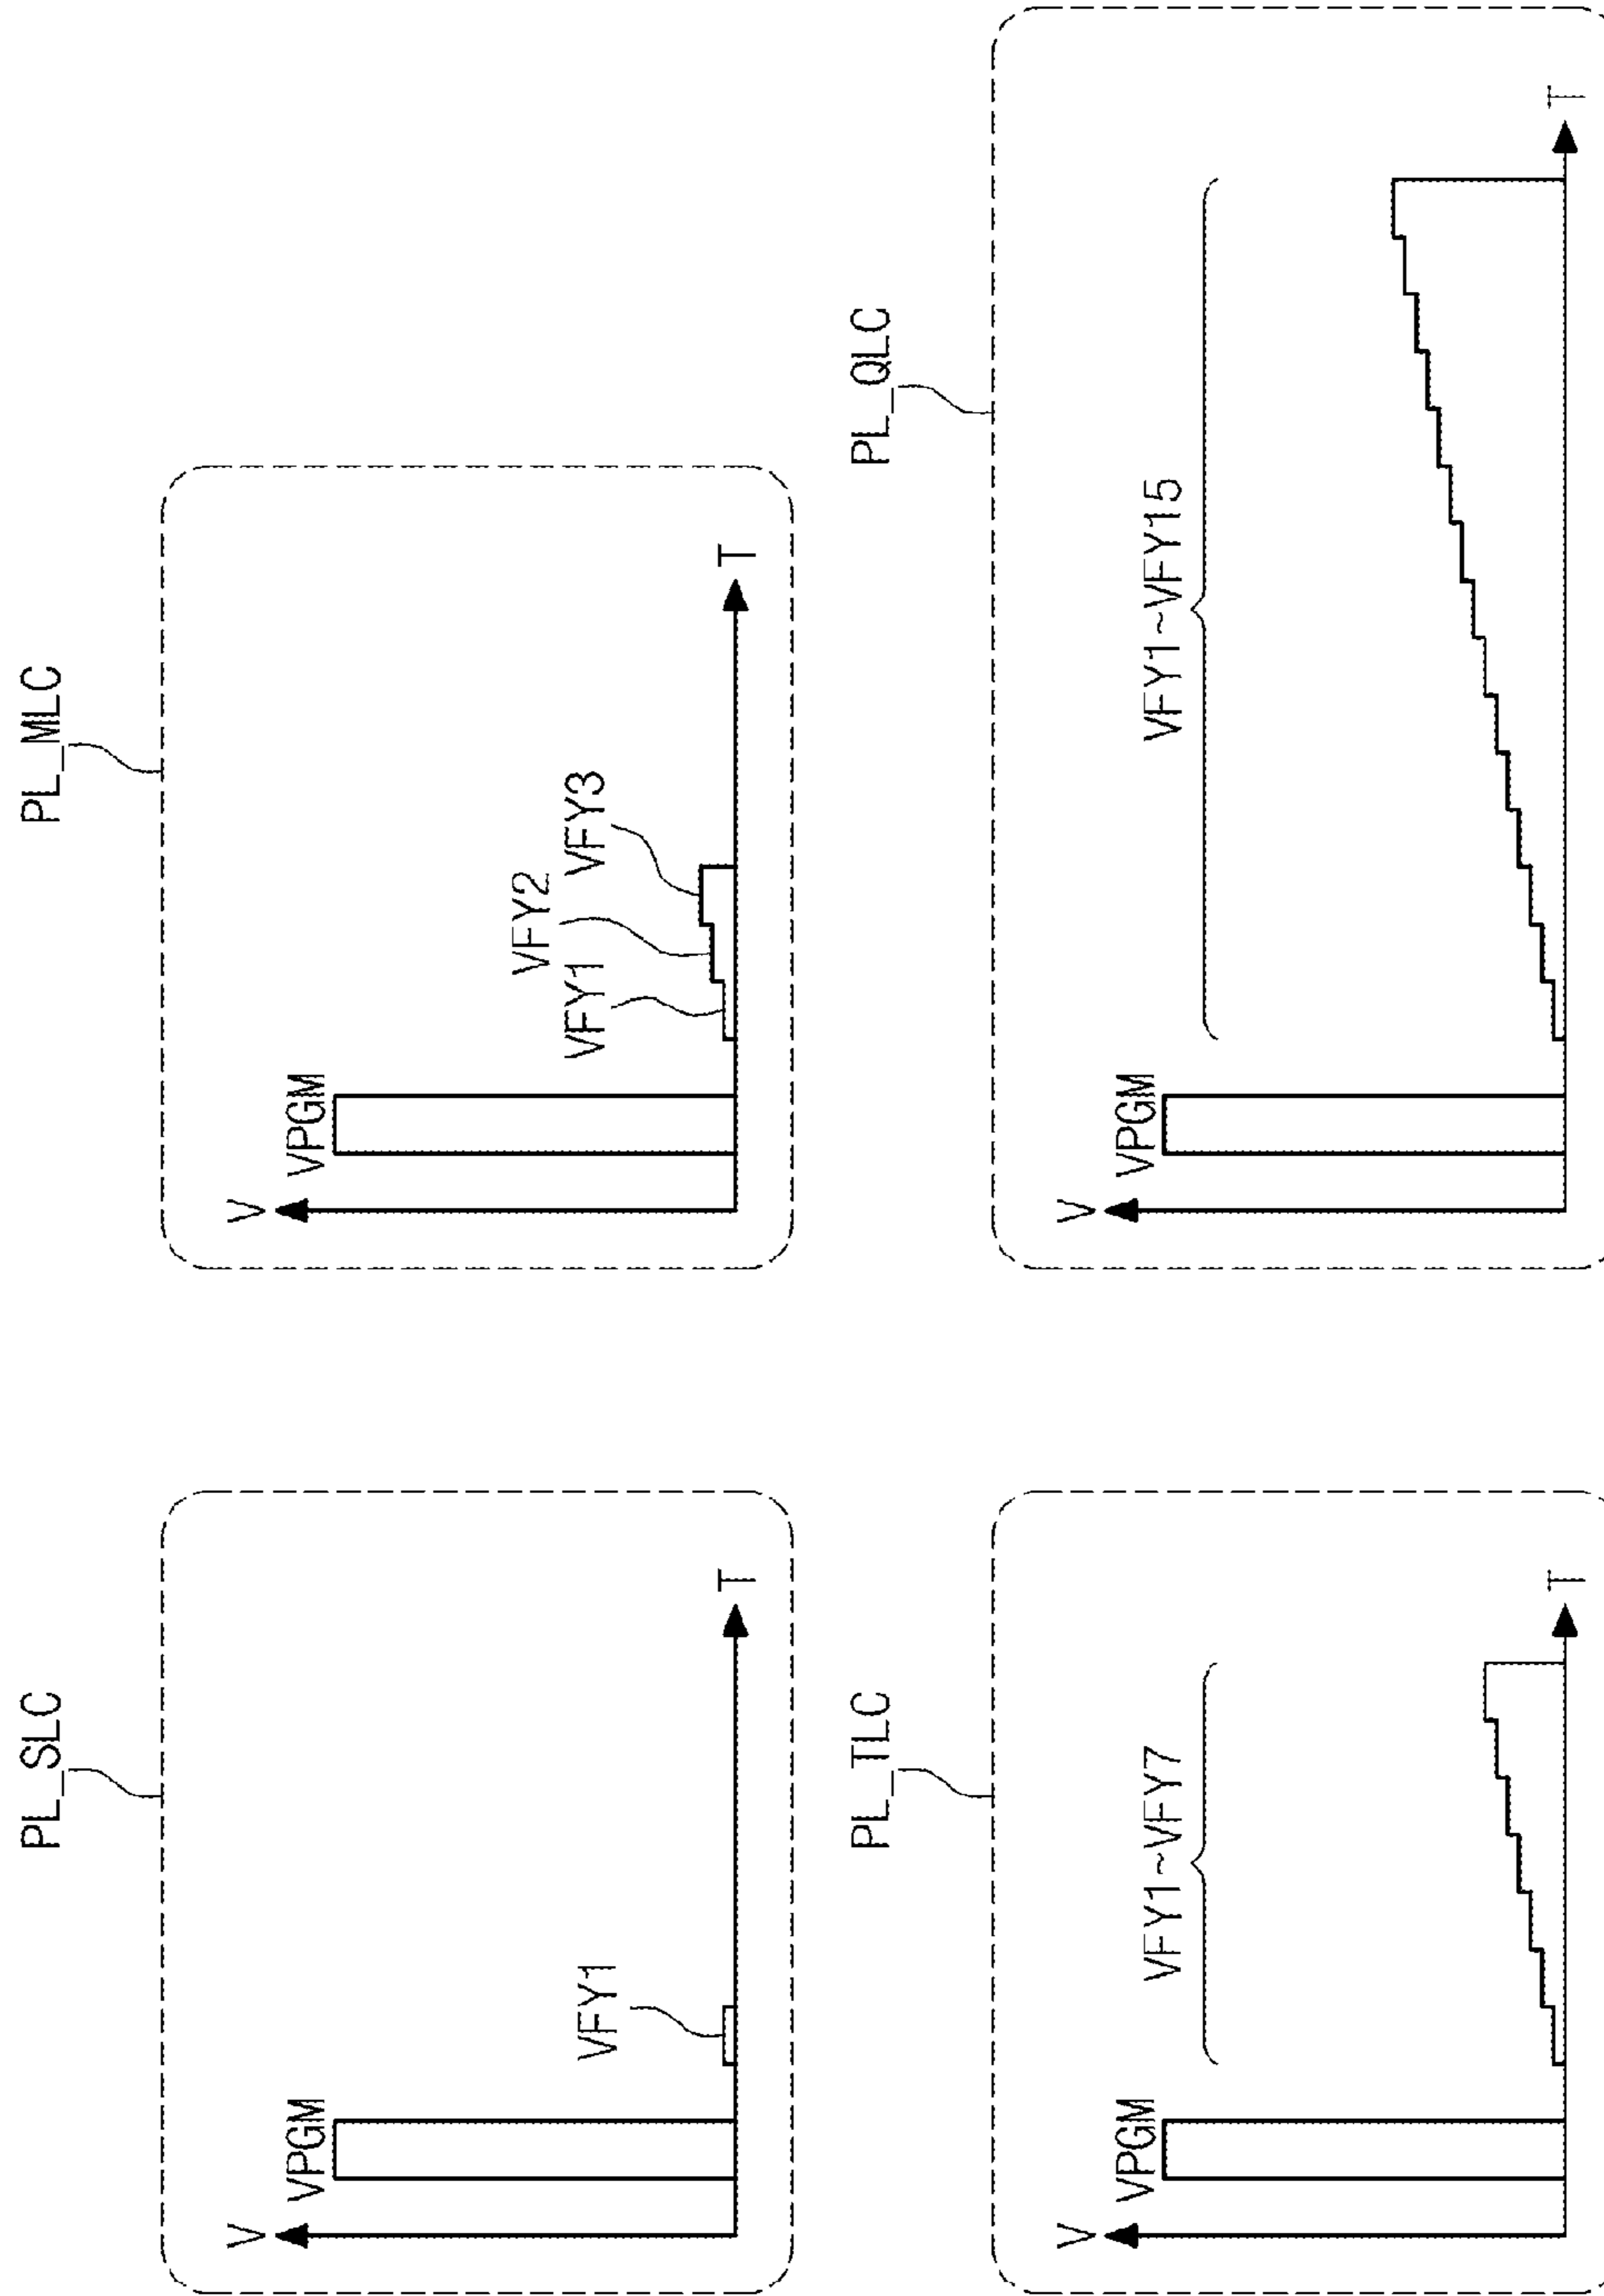 PL_SLC
V
VPGM
VFY1
T
PL_MLC
V
VPGM
VFY1
VFY2
VFY3
T
PL_TLC
V
VPGM
VFY1~VFY7
T
PL_QLC
V
VPGM
VFY1~VFY15
T